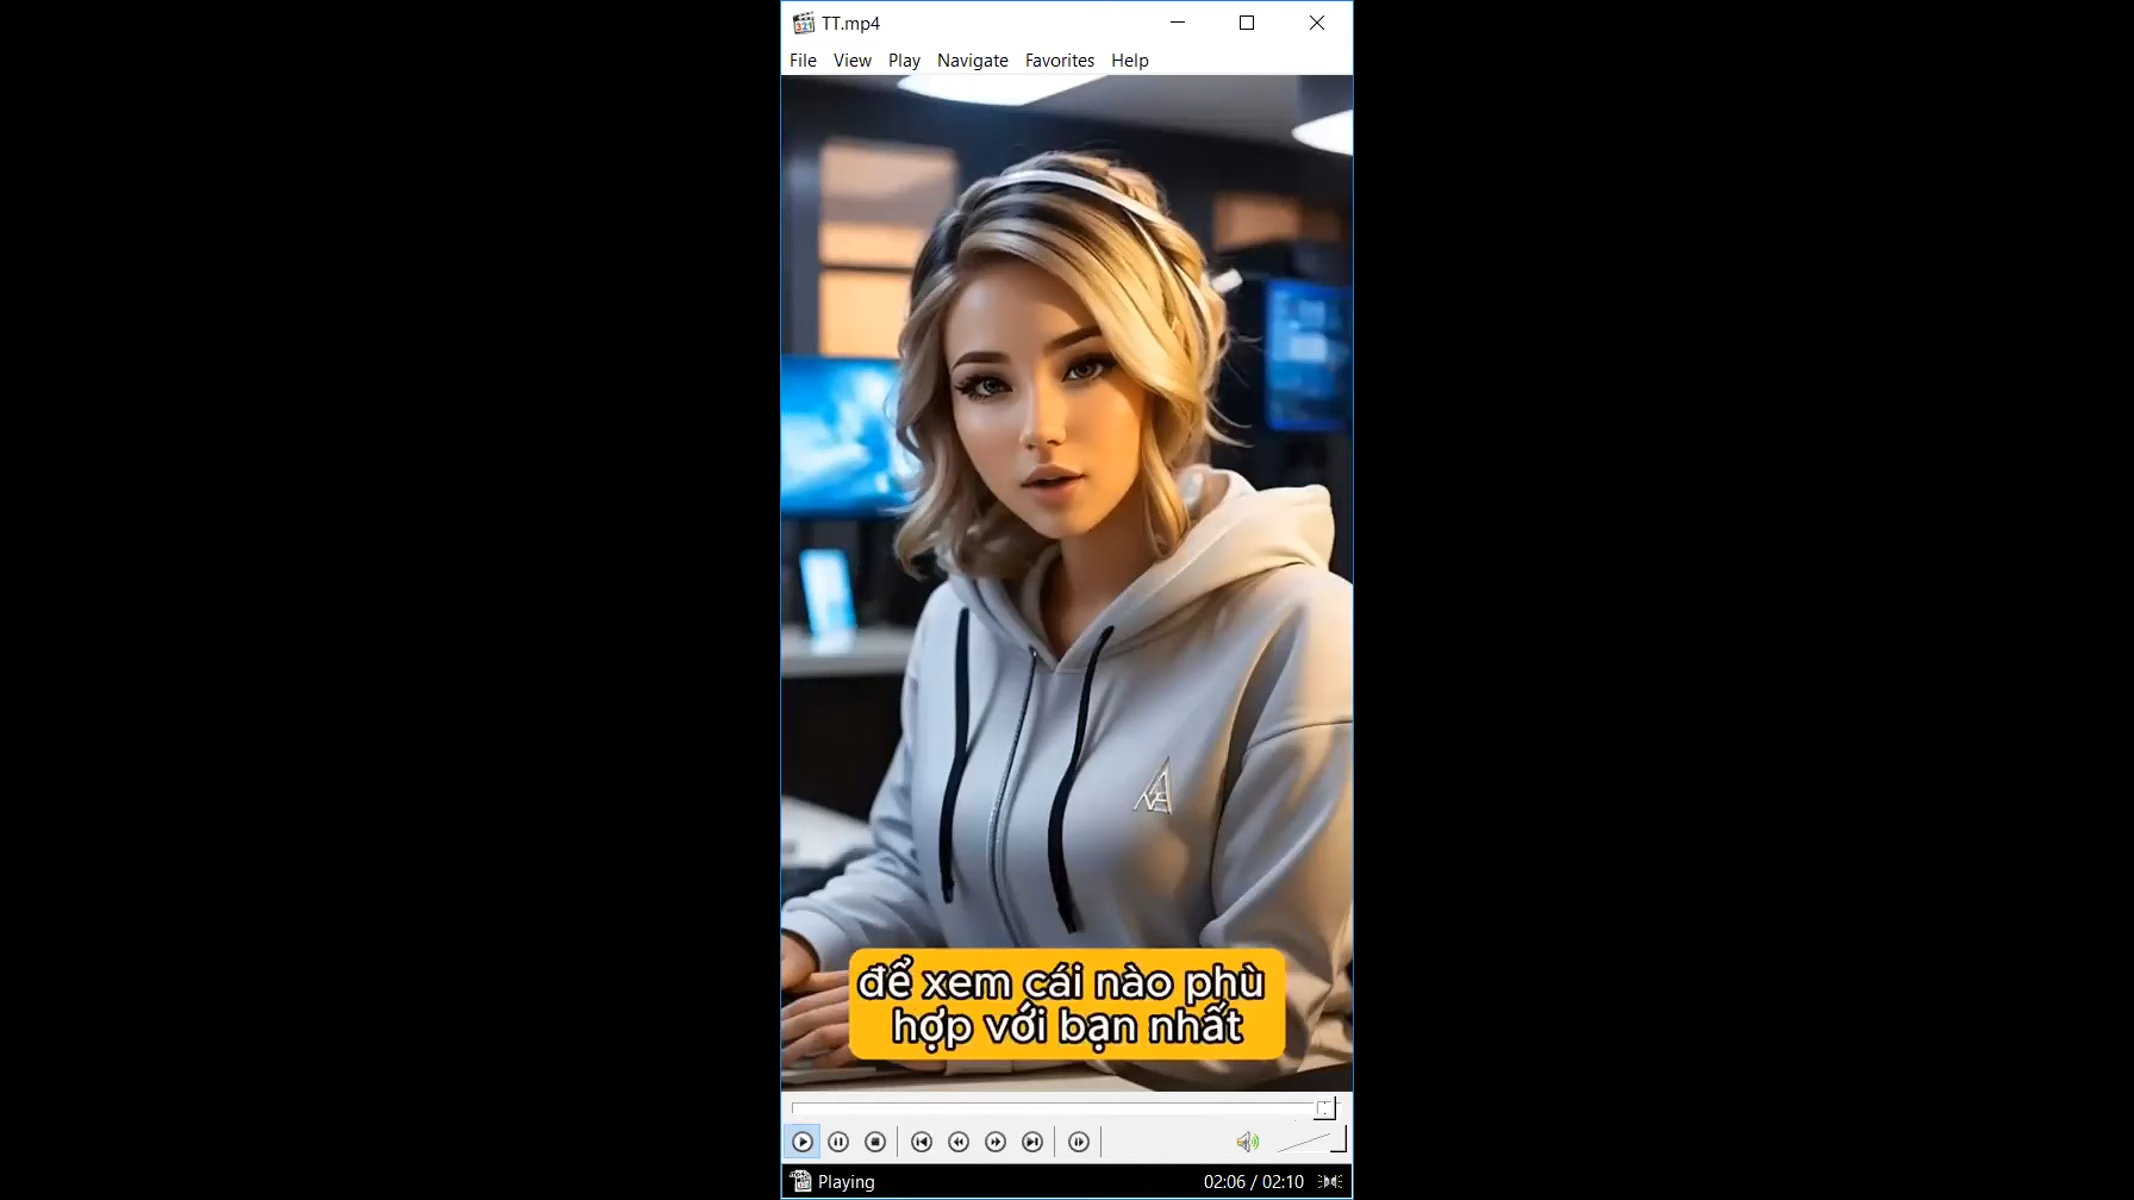 TT.mp4
File View Play Navigate Favorites Help
để xem cái nào phù
hợp với bạn nhất
Playing 02:06 / 02:10